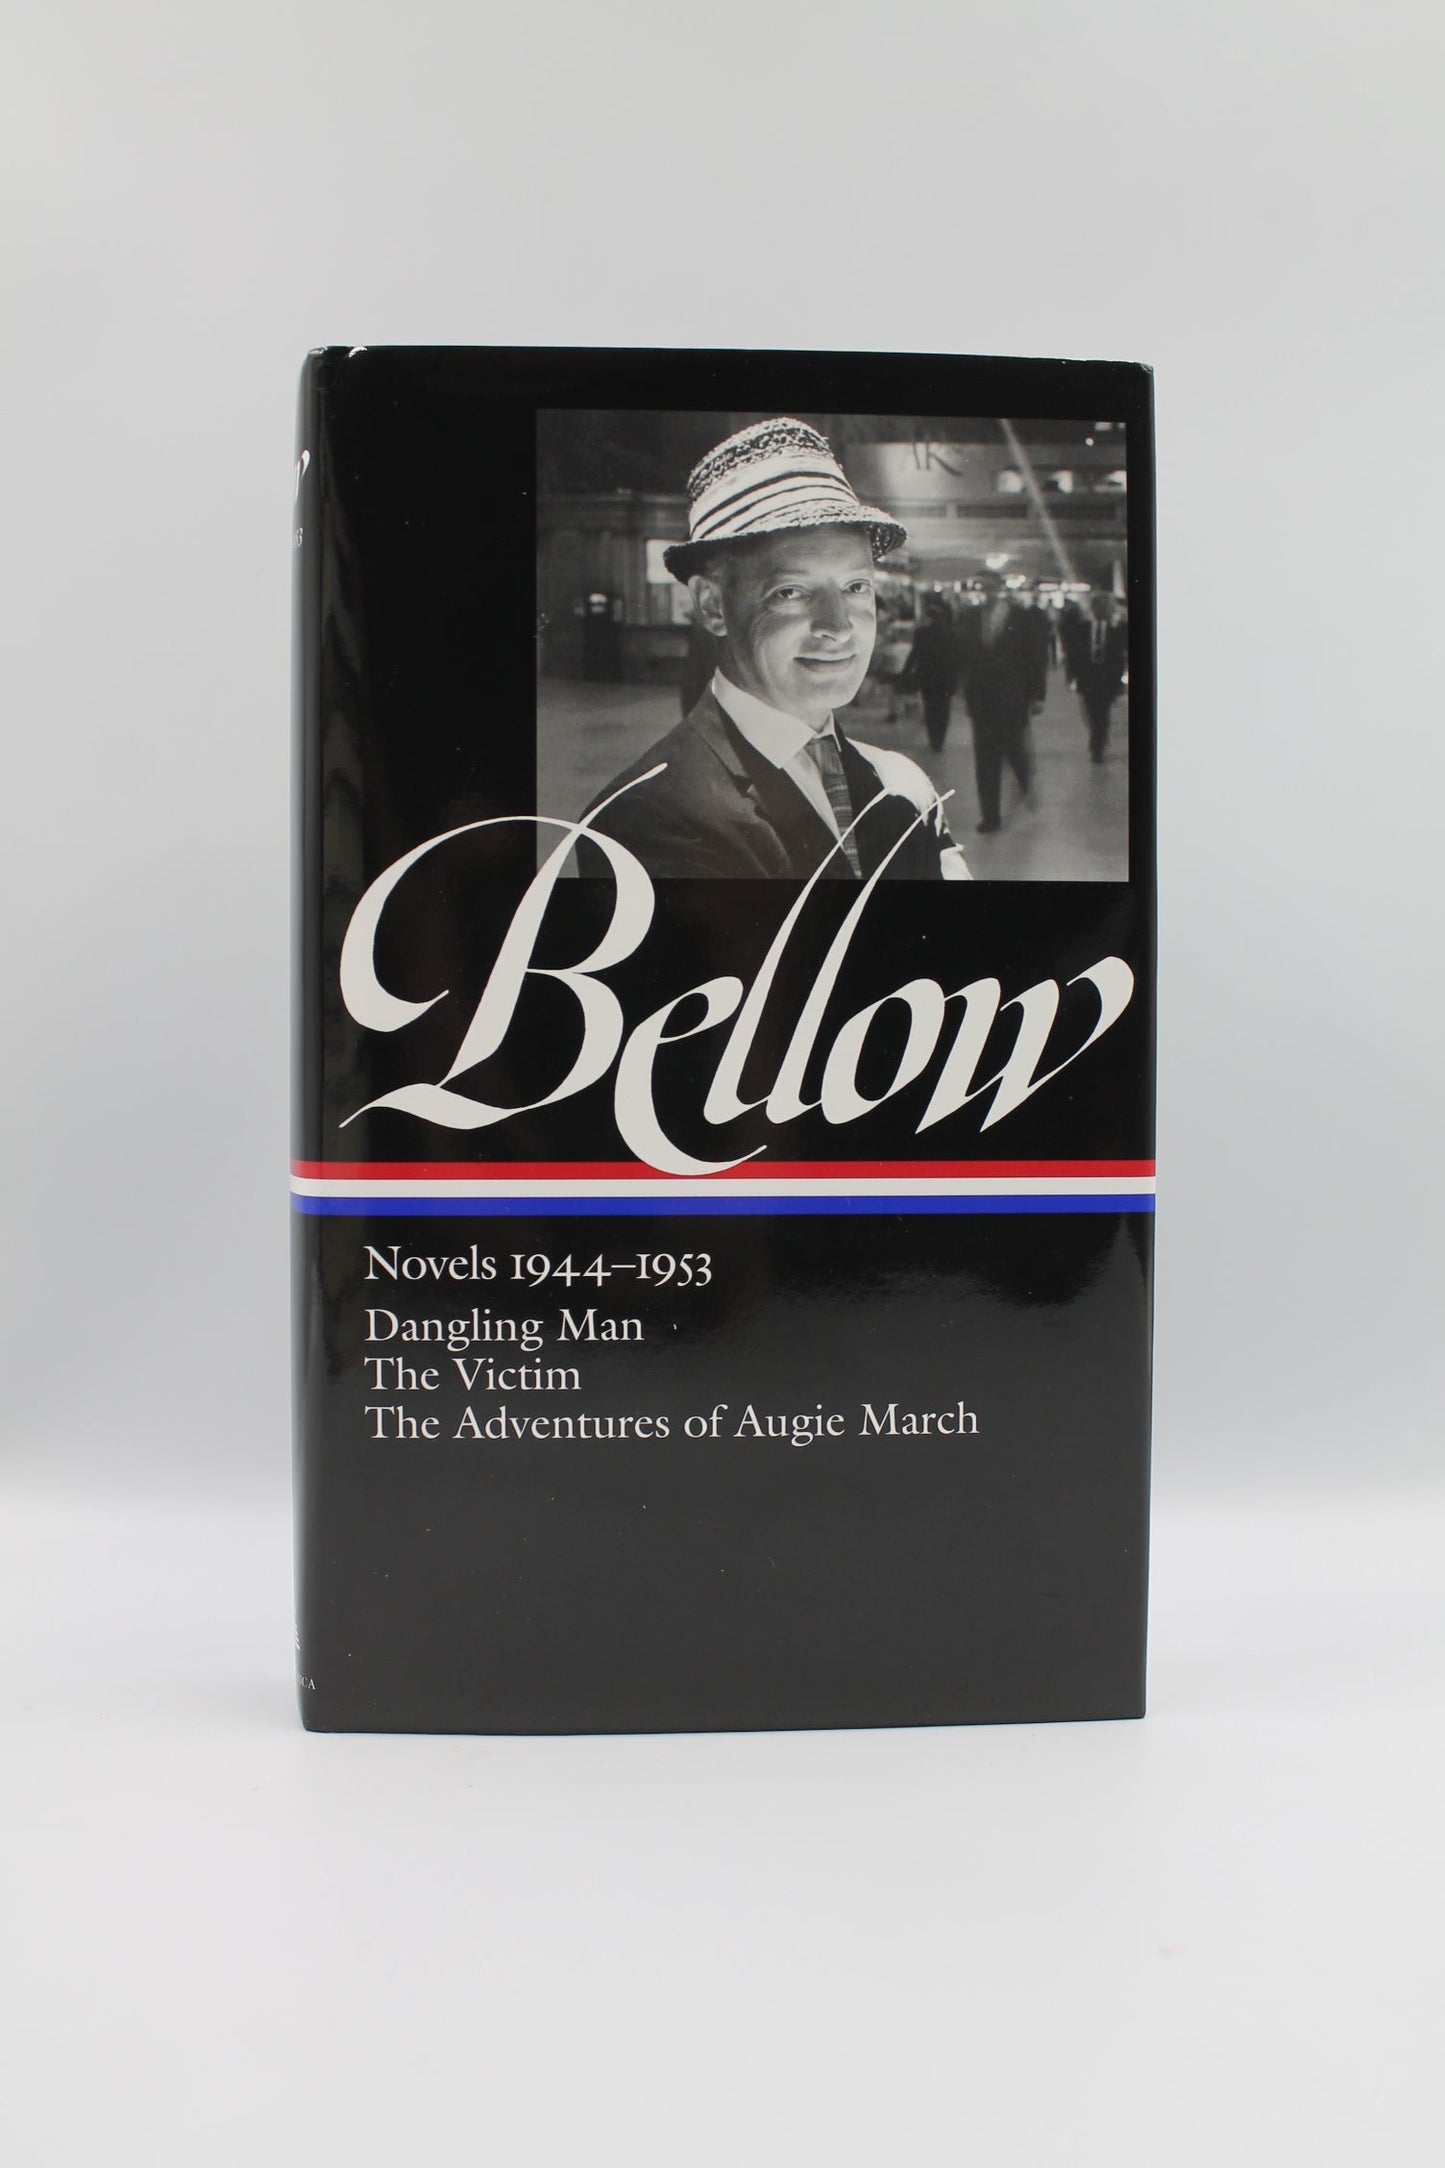 Bellow
Novels 1944–1953
Dangling Man
The Victim
The Adventures of Augie March